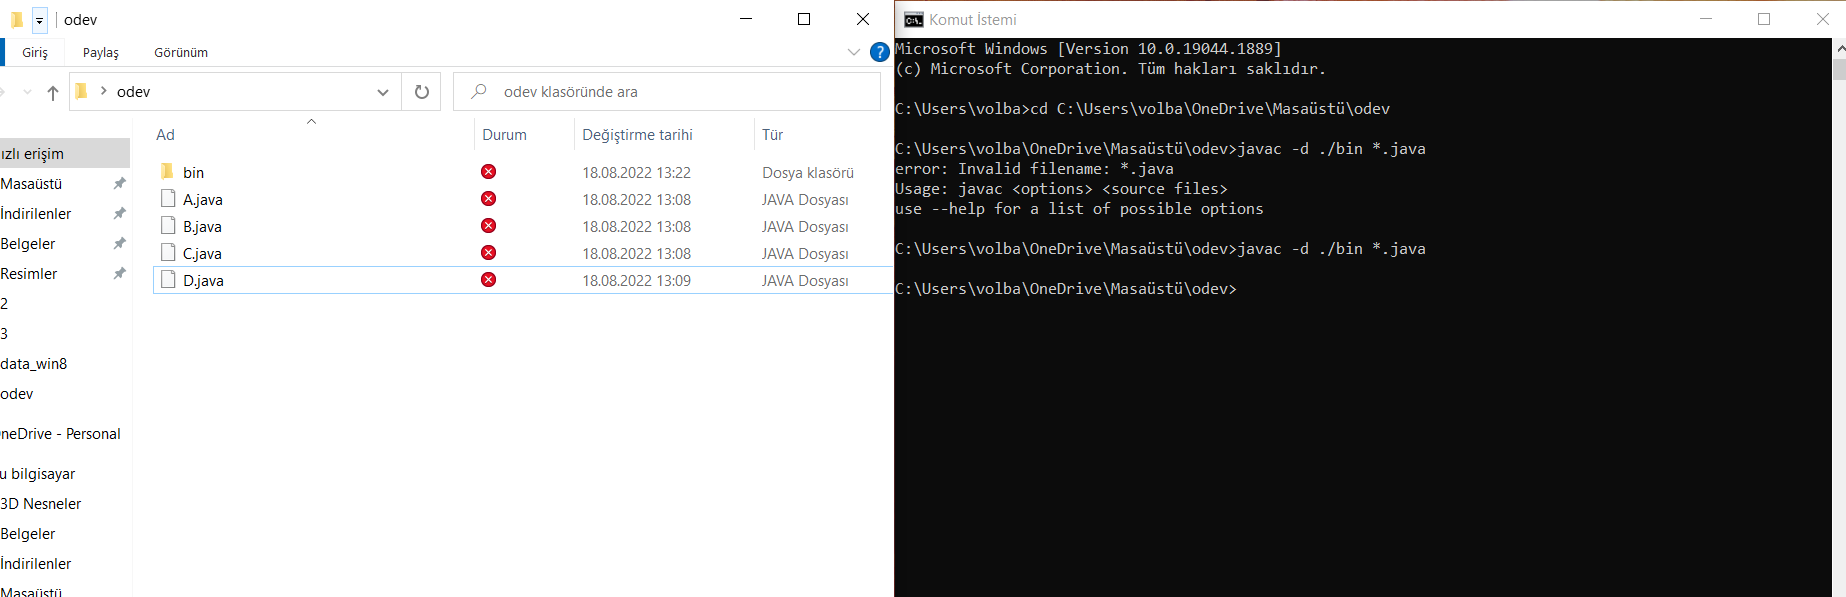 odev
Giriş Paylaş Görünüm
odev
odev klasöründe ara
Ad Durum Değiştirme tarihi Tür
bin 18.08.2022 13:22 Dosya klasörü
A.java 18.08.2022 13:08 JAVA Dosyası
B.java 18.08.2022 13:08 JAVA Dosyası
C.java 18.08.2022 13:08 JAVA Dosyası
D.java 18.08.2022 13:09 JAVA Dosyası
ızlı erişim
Masaüstü
İndirilenler
Belgeler
Resimler
2
3
data_win8
odev
neDrive - Personal
u bilgisayar
3D Nesneler
Belgeler
İndirilenler
Masaüstü
Komut İstemi
Microsoft Windows [Version 10.0.19044.1889]
(c) Microsoft Corporation. Tüm hakları saklıdır.
C:\Users\volba>cd C:\Users\volba\OneDrive\Masaüstü\odev
C:\Users\volba\OneDrive\Masaüstü\odev>javac -d ./bin *.java
error: Invalid filename: *.java
Usage: javac <options> <source files>
use --help for a list of possible options
C:\Users\volba\OneDrive\Masaüstü\odev>javac -d ./bin *.java
C:\Users\volba\OneDrive\Masaüstü\odev>